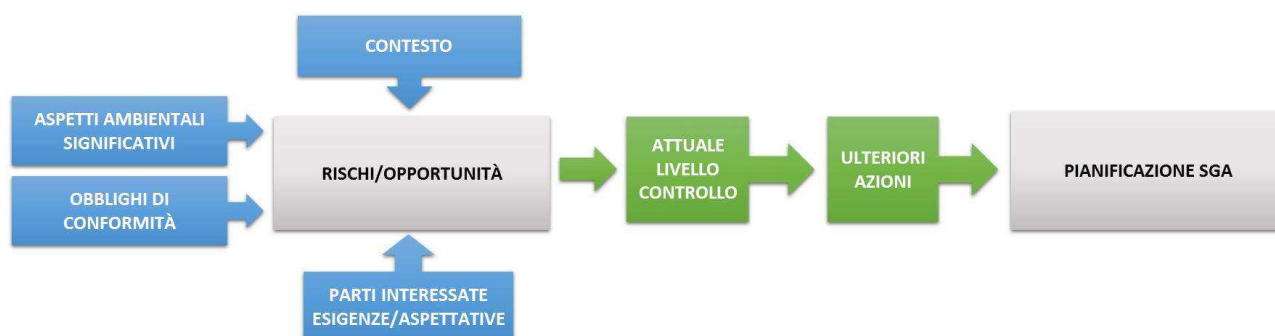 CONTESTO
ASPETTI AMBIENTALI
SIGNIFICATIVI
OBBLIGHI DI
CONFORMITÀ
RISCHI/OPPORTUNITÀ
PARTI INTERESSATE
ESIGENZE/ASPETTATIVE
ATTUALE
LIVELLO
CONTROLLO
ULTERIORI
AZIONI
PIANIFICAZIONE SGA